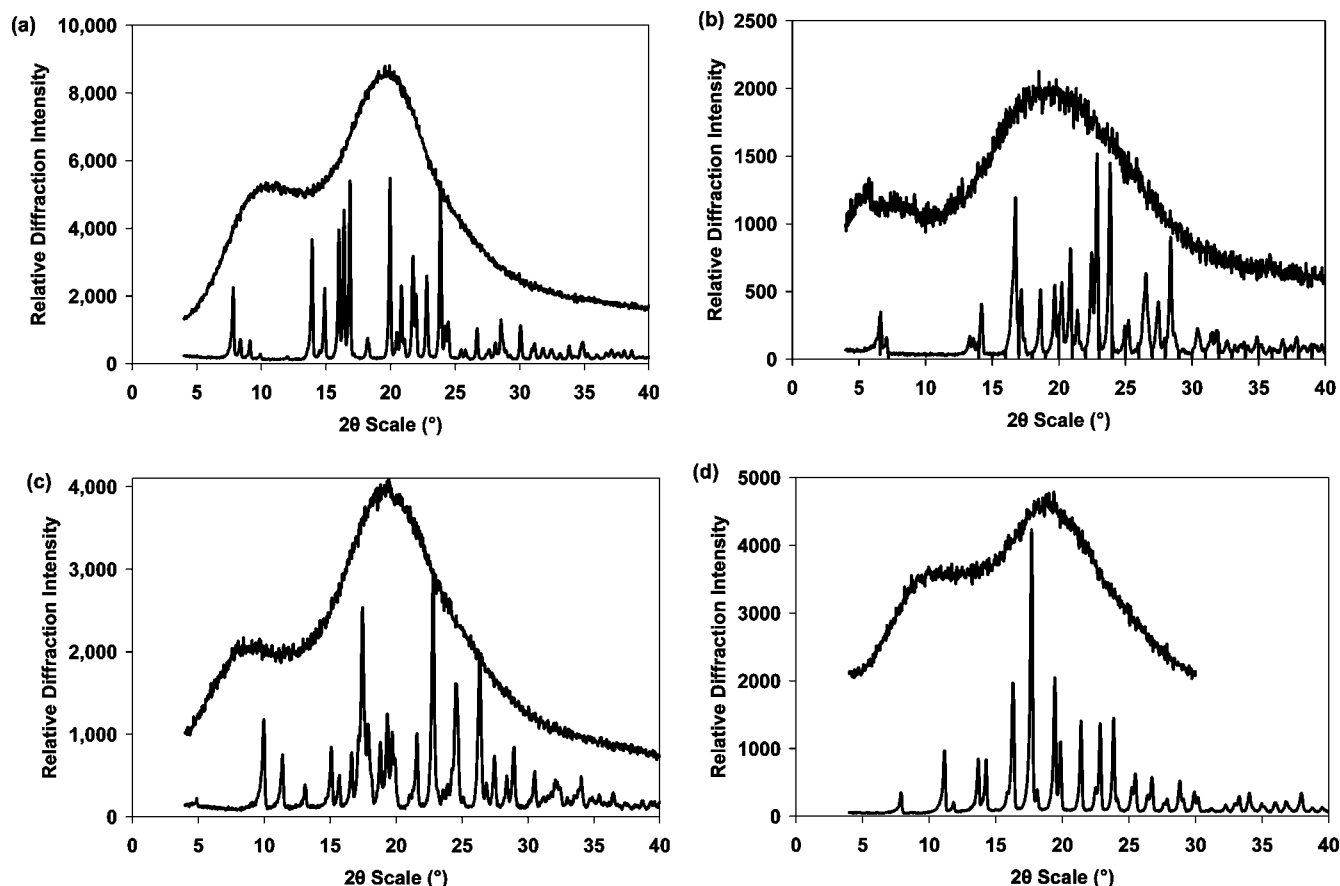 (a)
Relative Diffraction Intensity
10,000
8,000
6,000
4,000
2,000
0
0 5 10 15 20 25 30 35 40
2θ Scale (°)
(b)
Relative Diffraction Intensity
2500
2000
1500
1000
500
0
0 5 10 15 20 25 30 35 40
2θ Scale (°)
(c)
Relative Diffraction Intensity
4,000
3,000
2,000
1,000
0
0 5 10 15 20 25 30 35 40
2θ Scale (°)
(d)
Relative Diffraction Intensity
5000
4000
3000
2000
1000
0
0 5 10 15 20 25 30 35 40
2θ Scale (°)